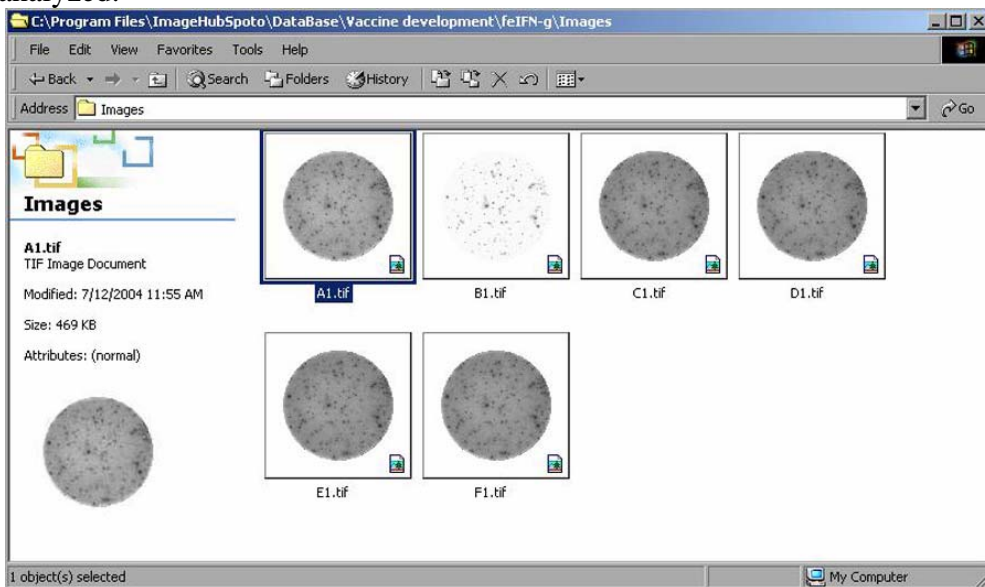 analyzed.
C:\Program Files\ImageHubSpoto\DataBase\Vaccine development\feIFN-g\Images
File Edit View Favorites Tools Help
Back Search Folders History
Address Images Go
Images
A1.tif
TIF Image Document
Modified: 7/12/2004 11:55 AM
Size: 469 KB
Attributes: (normal)
A1.tif B1.tif C1.tif D1.tif
E1.tif F1.tif
1 object(s) selected My Computer